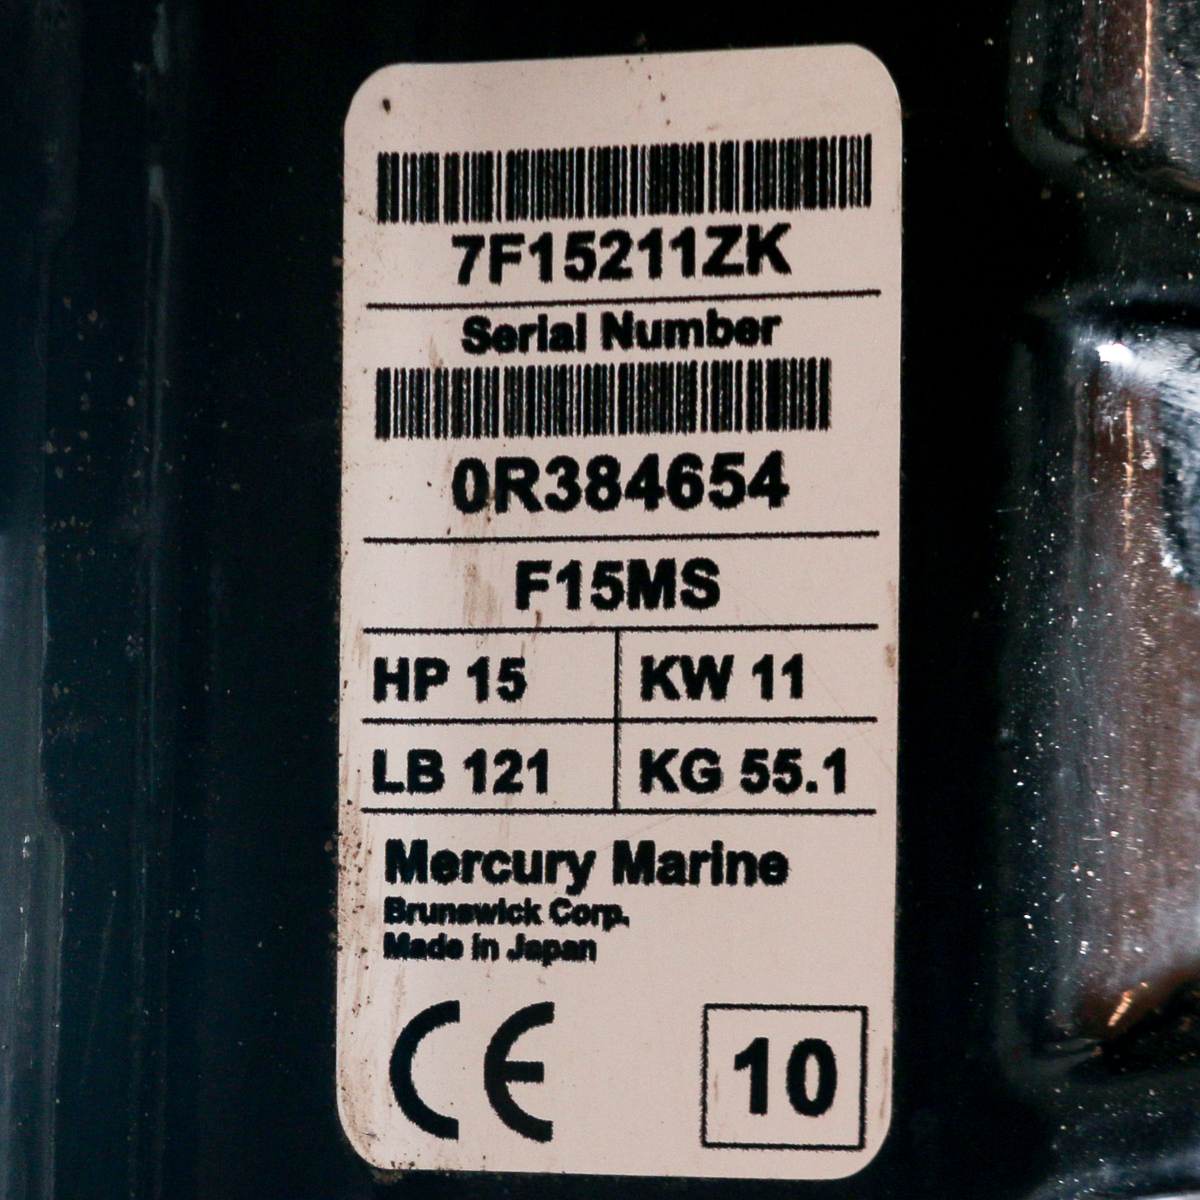 7F15211ZK
Serial Number
0R384654
F15MS
HP 15 KW 11
LB 121 KG 55.1
Mercury Marine
Brunswick Corp.
Made in Japan
CE 10